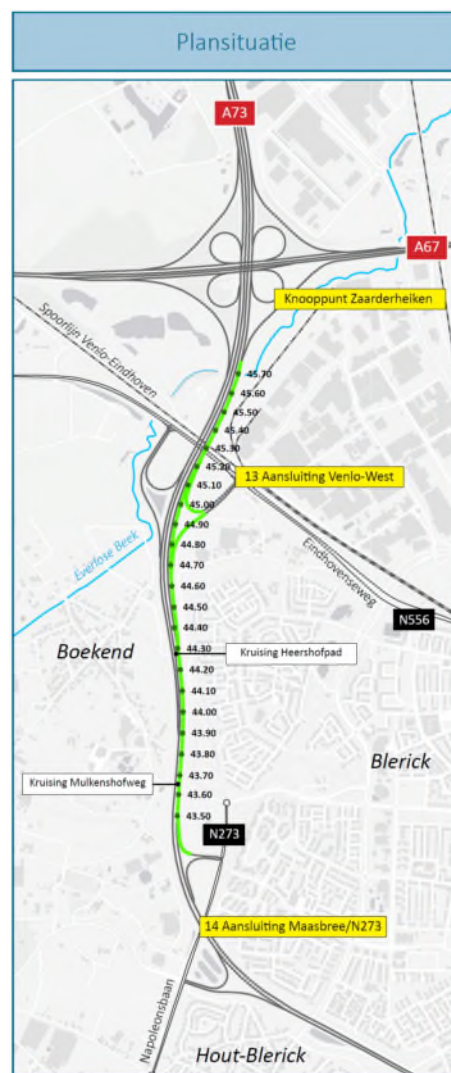 Plansituatie
A73
A67
Knooppunt Zaarderheiken
Spoorlijn Venlo-Eindhoven
45.70
45.60
45.50
45.40
45.30
45.20
13 Aansluiting Venlo-West
45.10
45.00
44.90
44.80
Eindhovenseweg
Everlose Beek
44.70
44.60
N556
44.50
44.40
Boekend
44.30
Kruising Heershofpad
44.20
44.10
44.00
43.90
43.80
Blerick
43.70
Kruising Mulkenshofweg
43.60
43.50
N273
14 Aansluiting Maasbree/N273
Napoleonsbaan
Hout-Blerick